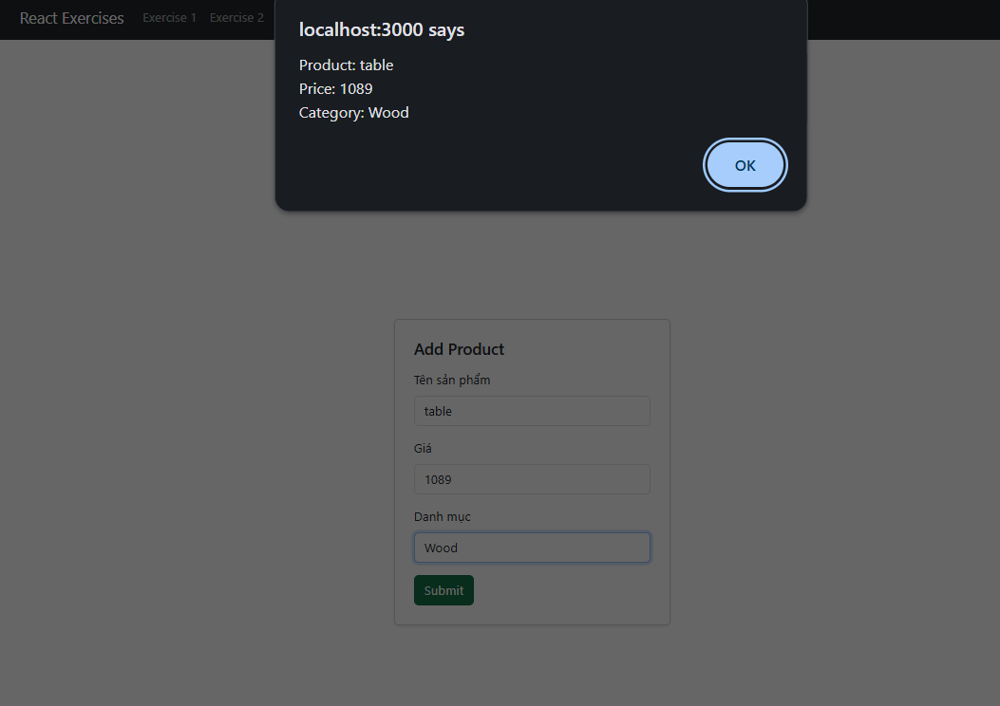 React Exercises Exercise 1 Exercise 2
localhost:3000 says
Product: table
Price: 1089
Category: Wood
OK
Add Product
Tên sản phẩm
table
Giá
1089
Danh mục
Wood
Submit